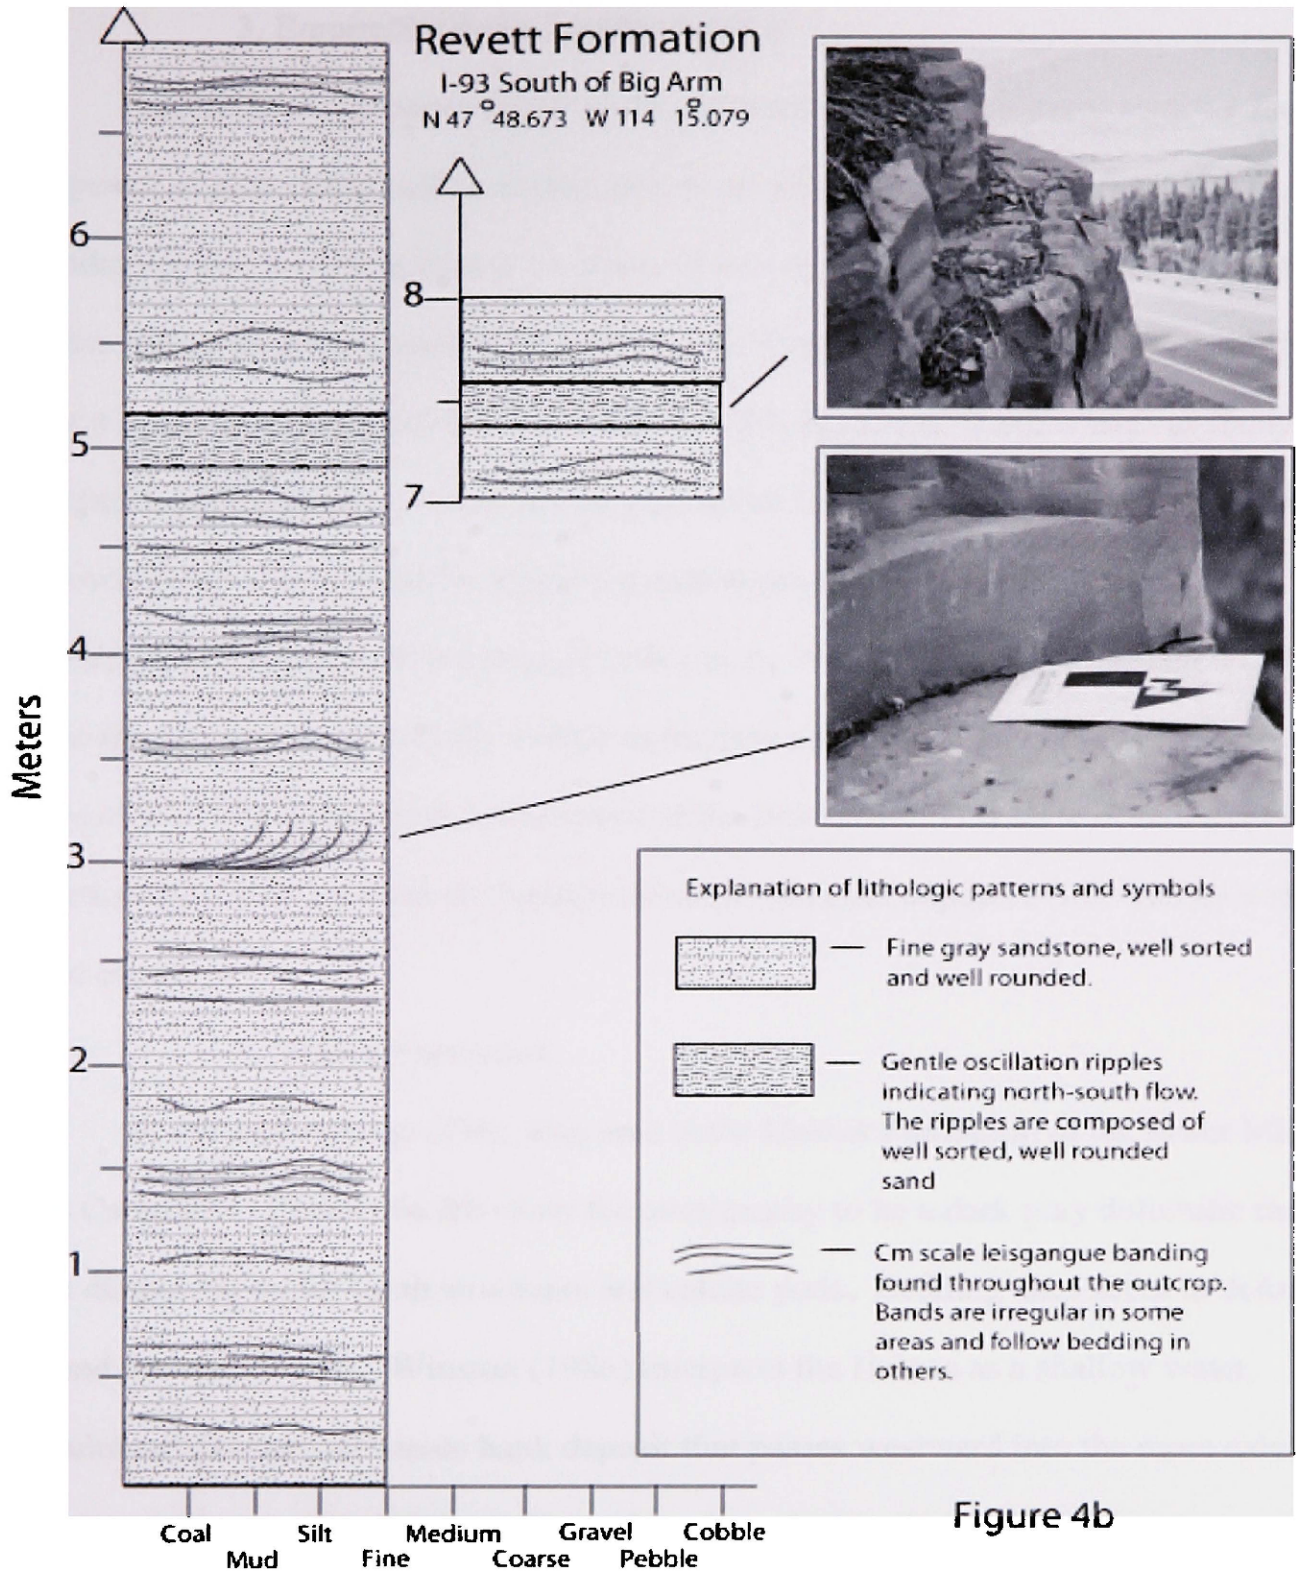 Revett Formation
I-93 South of Big Arm
N 47° 48.673 W 114° 15.079
8
7
6
5
4
3
2
1
Meters
Explanation of lithologic patterns and symbols
Fine gray sandstone, well sorted
and well rounded.
Gentle oscillation ripples
indicating north-south flow.
The ripples are composed of
well sorted, well rounded
sand
Cm scale leisgangue banding
found throughout the outcrop.
Bands are irregular in some
areas and follow bedding in
others.
Coal
Mud
Silt
Fine
Medium
Coarse
Gravel
Pebble
Cobble
Figure 4b
N